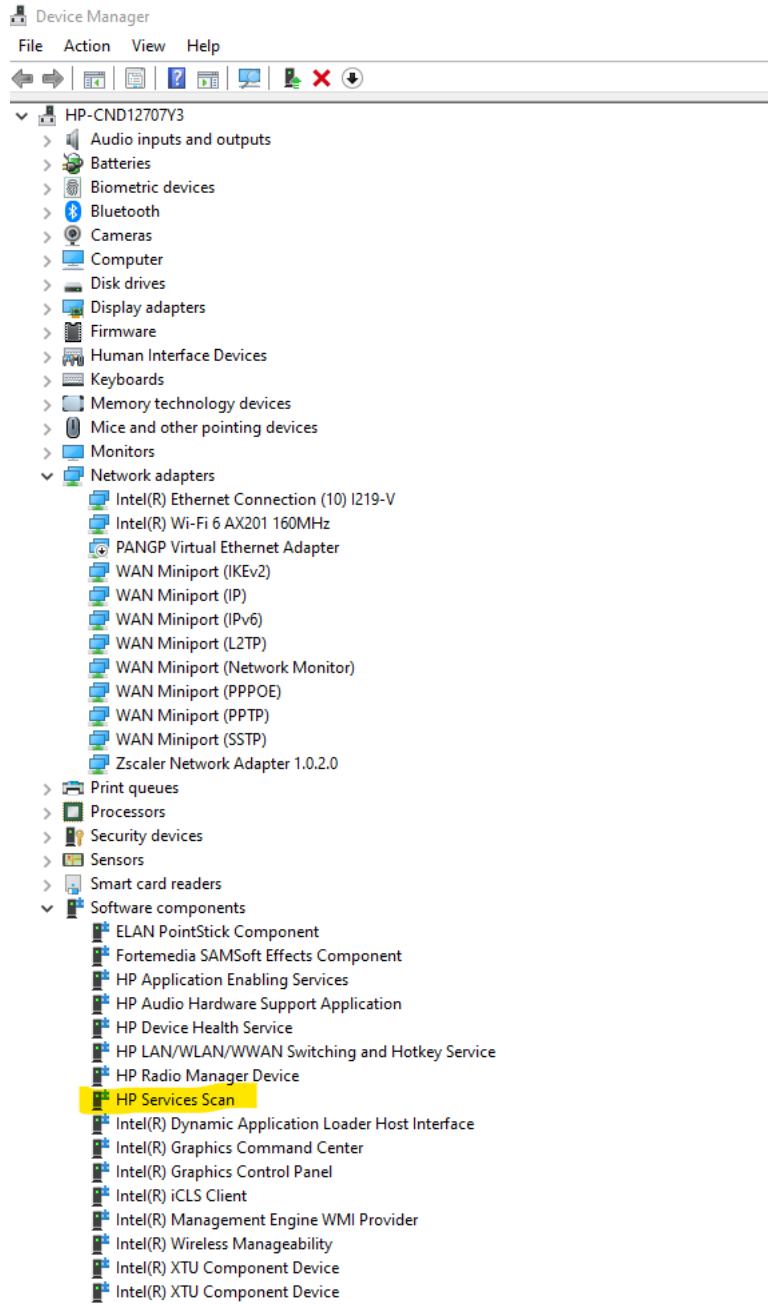 Device Manager
File Action View Help
HP-CND12707Y3
Audio inputs and outputs
Batteries
Biometric devices
Bluetooth
Cameras
Computer
Disk drives
Display adapters
Firmware
Human Interface Devices
Keyboards
Memory technology devices
Mice and other pointing devices
Monitors
Network adapters
Intel(R) Ethernet Connection (10) I219-V
Intel(R) Wi-Fi 6 AX201 160MHz
PANGP Virtual Ethernet Adapter
WAN Miniport (IKEv2)
WAN Miniport (IP)
WAN Miniport (IPv6)
WAN Miniport (L2TP)
WAN Miniport (Network Monitor)
WAN Miniport (PPPOE)
WAN Miniport (PPTP)
WAN Miniport (SSTP)
Zscaler Network Adapter 1.0.2.0
Print queues
Processors
Security devices
Sensors
Smart card readers
Software components
ELAN PointStick Component
Fortemedia SAMSoft Effects Component
HP Application Enabling Services
HP Audio Hardware Support Application
HP Device Health Service
HP LAN/WLAN/WWAN Switching and Hotkey Service
HP Radio Manager Device
HP Services Scan
Intel(R) Dynamic Application Loader Host Interface
Intel(R) Graphics Command Center
Intel(R) Graphics Control Panel
Intel(R) iCLS Client
Intel(R) Management Engine WMI Provider
Intel(R) Wireless Manageability
Intel(R) XTU Component Device
Intel(R) XTU Component Device